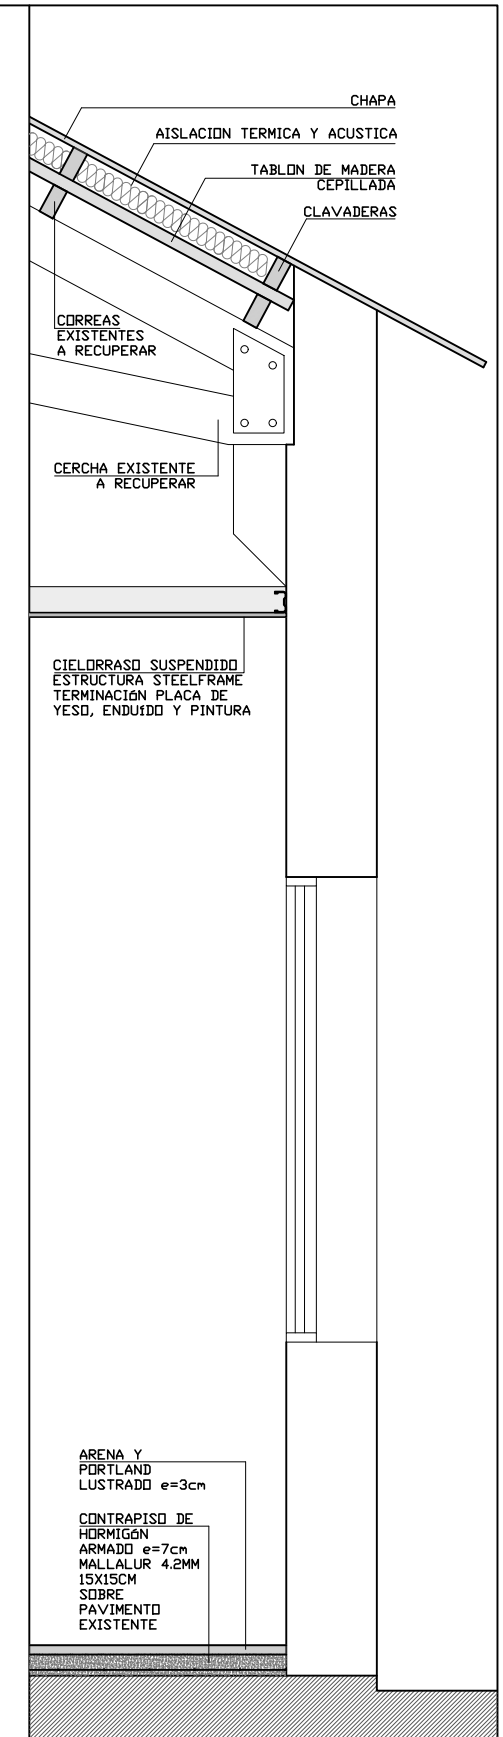 CHAPA
AISLACION TERMICA Y ACUSTICA
TABLON DE MADERA
CEPILLADA
CLAVADERAS
CORREAS
EXISTENTES
A RECUPERAR
CERCHA EXISTENTE
A RECUPERAR
CIELORRASO SUSPENDIDO
ESTRUCTURA STEELFRAME
TERMINACIóN PLACA DE
YESO, ENDUíDO Y PINTURA
ARENA Y
PORTLAND
LUSTRADO e=3cm
CONTRAPISO DE
HORMIGóN
ARMADO e=7cm
MALLALUR 4.2MM
15X15CM
SOBRE
PAVIMENTO
EXISTENTE